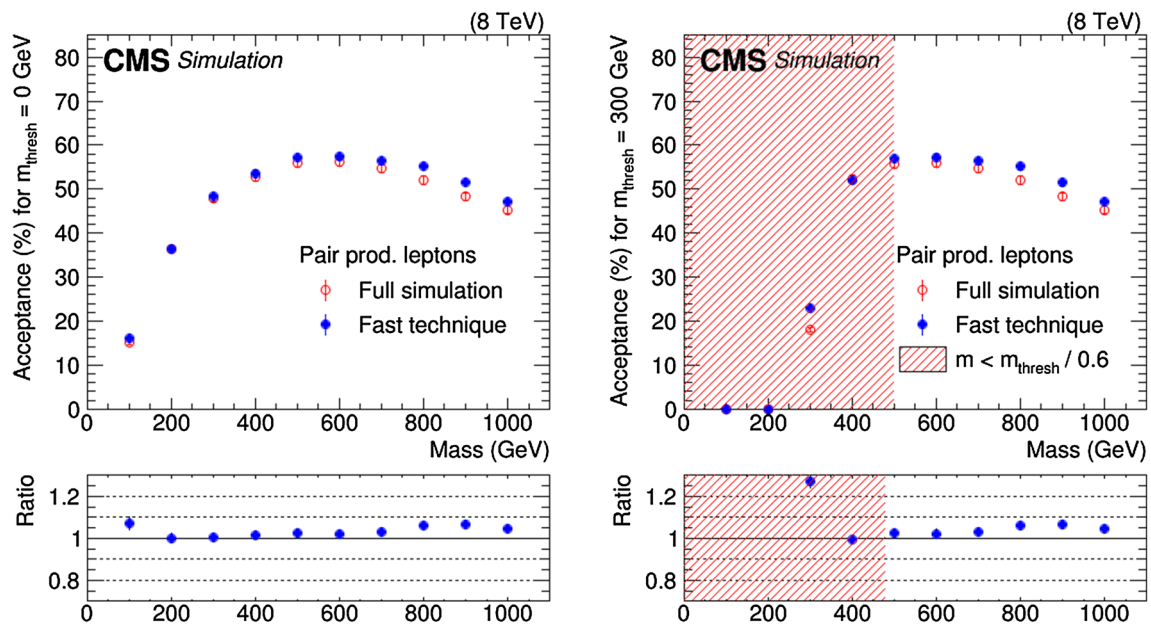 (8 TeV)
CMS Simulation
Acceptance (%) for m_thresh = 0 GeV
80
70
60
50
40
30
20
10
0
Pair prod. leptons
Full simulation
Fast technique
0 200 400 600 800 1000
Mass (GeV)
Ratio
1.2
1
0.8
0 200 400 600 800 1000
(8 TeV)
CMS Simulation
Acceptance (%) for m_thresh = 300 GeV
80
70
60
50
40
30
20
10
0
Pair prod. leptons
Full simulation
Fast technique
m < m_thresh / 0.6
0 200 400 600 800 1000
Mass (GeV)
Ratio
1.2
1
0.8
0 200 400 600 800 1000